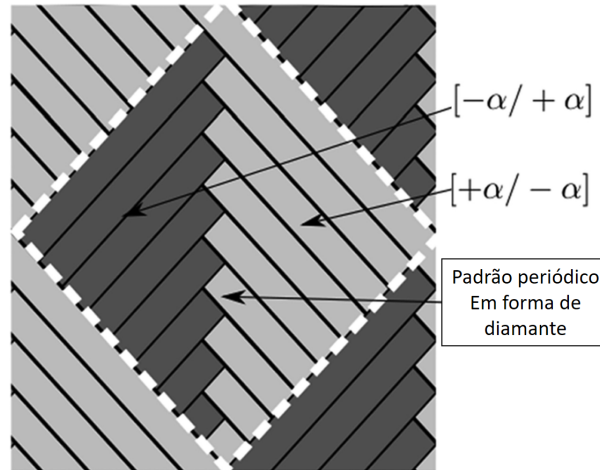 [−α/ + α]
[+α/ − α]
Padrão periódico
Em forma de
diamante